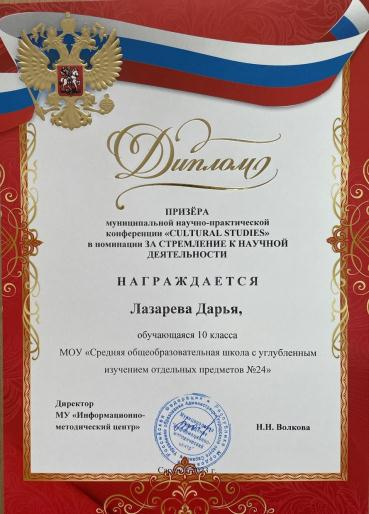 Диплом
ПРИЗЁРА
муниципальной научно-практической
конференции «CULTURAL STUDIES»
в номинации ЗА СТРЕМЛЕНИЕ К НАУЧНОЙ
ДЕЯТЕЛЬНОСТИ
НАГРАЖДАЕТСЯ
Лазарева Дарья,
обучающаяся 10 класса
МОУ «Средняя общеобразовательная школа с углубленным
изучением отдельных предметов №24»
Директор
МУ «Информационно-
методический центр»
Н.Н. Волкова
г.